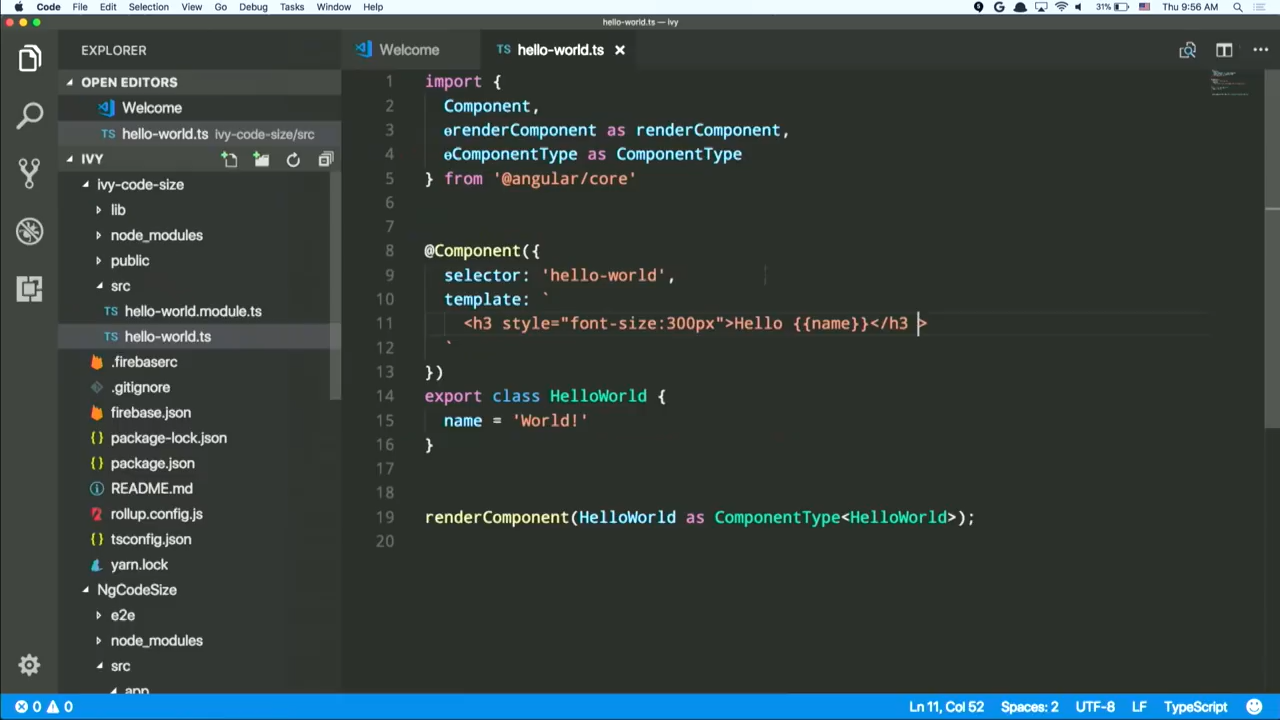 Code File Edit Selection View Go Debug Tasks Window Help 31% Thu 9:56 AM
hello-world.ts — ivy
EXPLORER
OPEN EDITORS
Welcome
TS hello-world.ts ivy-code-size/src
IVY
ivy-code-size
lib
node_modules
public
src
TS hello-world.module.ts
TS hello-world.ts
.firebaserc
.gitignore
firebase.json
{} package-lock.json
{} package.json
README.md
rollup.config.js
{} tsconfig.json
yarn.lock
NgCodeSize
e2e
node_modules
src
app
Welcome TS hello-world.ts
1 import {
2 Component,
3 ɵrenderComponent as renderComponent,
4 ɵComponentType as ComponentType
5 } from '@angular/core'
6
7
8 @Component({
9 selector: 'hello-world',
10 template: `
11 <h3 style="font-size:300px">Hello {{name}}</h3 >
12 `
13 })
14 export class HelloWorld {
15 name = 'World!'
16 }
17
18
19 renderComponent(HelloWorld as ComponentType<HelloWorld>);
20
0 0 Ln 11, Col 52 Spaces: 2 UTF-8 LF TypeScript